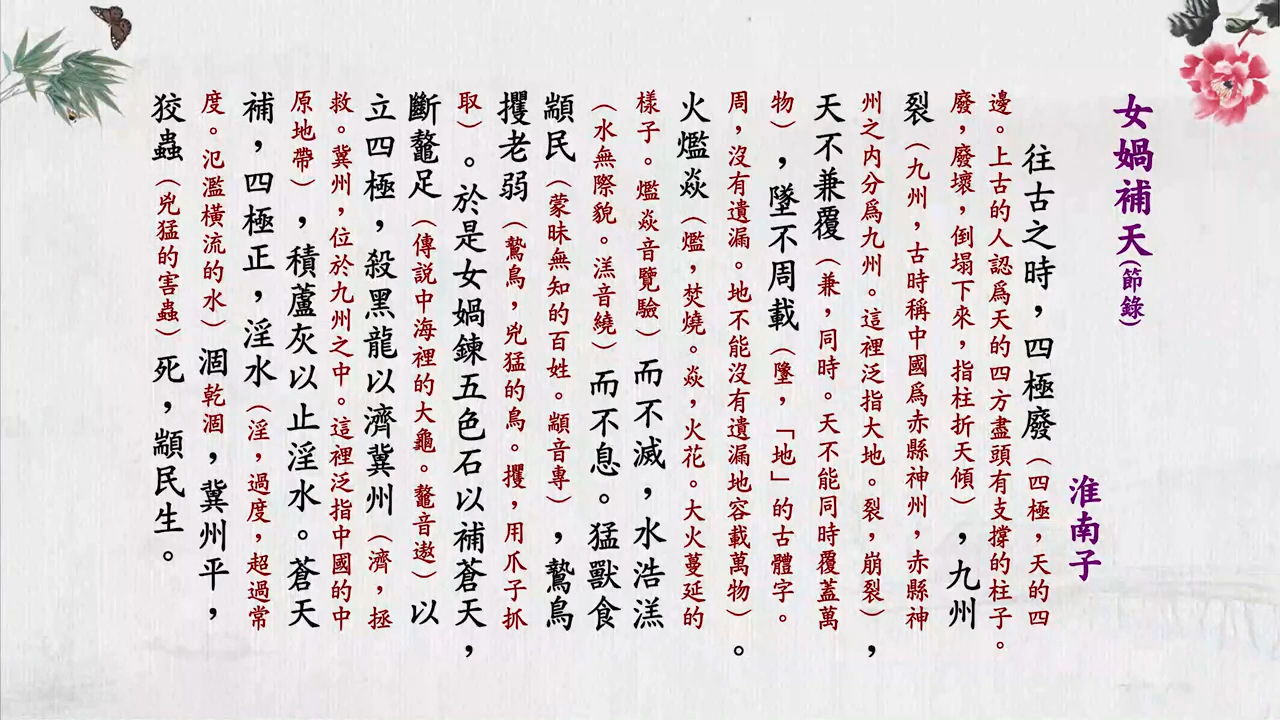 女媧補天(節錄)
淮南子
往古之時，四極廢（四極，天的四
邊。上古的人認爲天的四方盡頭有支撐的柱子。
廢，廢壞，倒塌下來，指柱折天傾），九州
裂（九州，古時稱中國爲赤縣神州，赤縣神
州之内分爲九州。這裡泛指大地。裂，崩裂），
天不兼覆（兼，同時。天不能同時覆蓋萬
物），墬不周載（墬，「地」的古體字。
周，沒有遺漏。地不能沒有遺漏地容載萬物）。
火爁焱（爁，焚燒。焱，火花。大火蔓延的
樣子。爁焱音覽驗）而不滅，水浩洋
（水無際貌。洋音繞）而不息。猛獸食
顓民（蒙昧無知的百姓。顓音專），鷙鳥
攫老弱（鷙鳥，兇猛的鳥。攫，用爪子抓
取）。於是女媧鍊五色石以補蒼天，
斷鼇足（傳説中海裡的大龜。鼇音遨）以
立四極，殺黑龍以濟冀州（濟，拯
救。冀州，位於九州之中。這裡泛指中國的中
原地帶），積蘆灰以止淫水。蒼天
補，四極正，淫水（淫，過度，超過常
度。氾濫橫流的水）涸乾涸，冀州平，
狡蟲（兇猛的害蟲）死，顓民生。